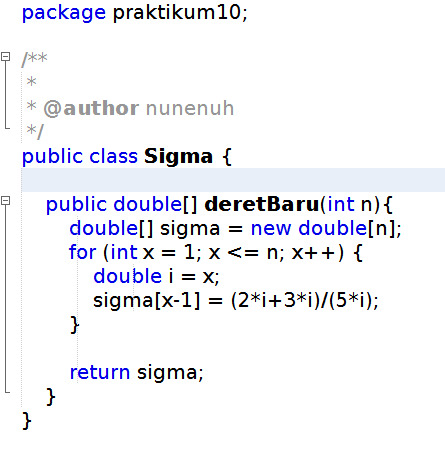 package praktikum10;
/**
*
* @author nunenuh
*/
public class Sigma {
public double[] deretBaru(int n){
double[] sigma = new double[n];
for (int x = 1; x <= n; x++) {
double i = x;
sigma[x-1] = (2*i+3*i)/(5*i);
}
return sigma;
}
}